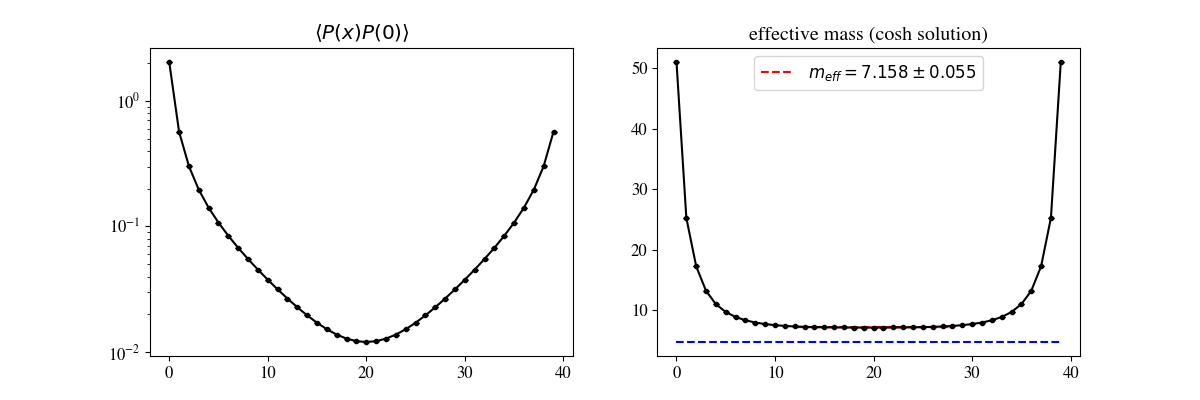 ⟨P(x)P(0)⟩
10⁰
10⁻¹
10⁻²
0 10 20 30 40
effective mass (cosh solution)
m_eff = 7.158 ± 0.055
50
40
30
20
10
0 10 20 30 40